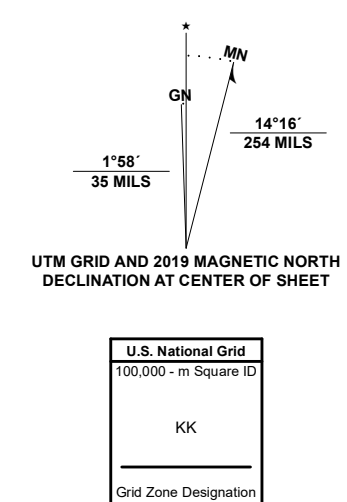 ★
MN
GN
14°16´
254 MILS
1°58´
35 MILS
UTM GRID AND 2019 MAGNETIC NORTH
DECLINATION AT CENTER OF SHEET
U.S. National Grid
100,000 - m Square ID
KK
Grid Zone Designation